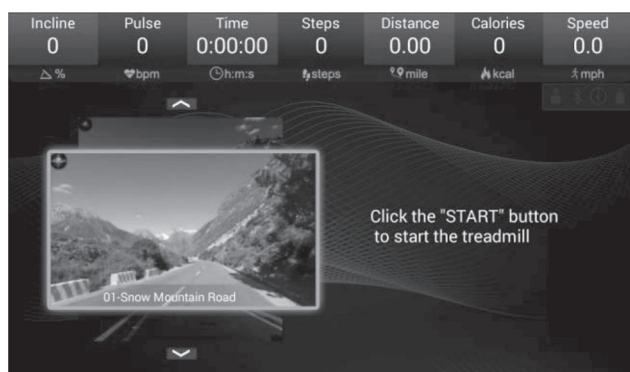 Incline Pulse Time Steps Distance Calories Speed
0 0 0:00:00 0 0.00 0 0.0
% bpm h:m:s steps mile kcal mph
Click the "START" button
to start the treadmill
01-Snow Mountain Road